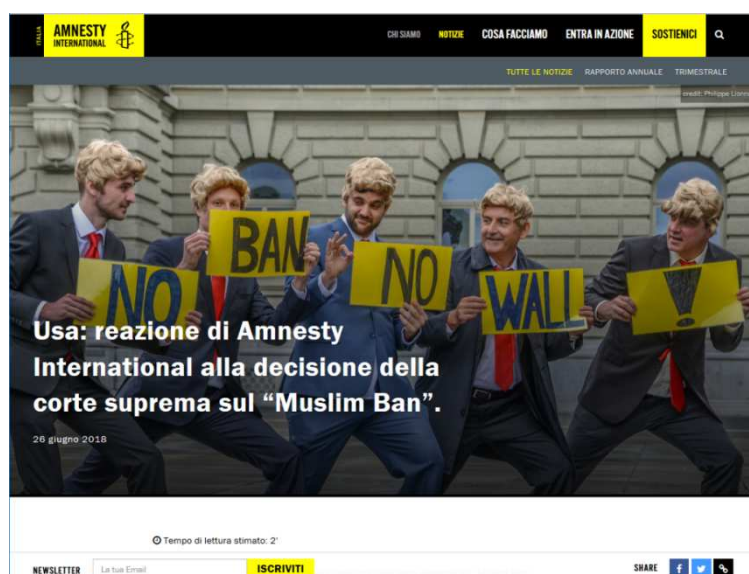 ITALIA
AMNESTY
INTERNATIONAL
CHI SIAMO NOTIZIE COSA FACCIAMO ENTRA IN AZIONE SOSTIENICI
TUTTE LE NOTIZIE RAPPORTO ANNUALE TRIMESTRALE
credit: Philippe
NO BAN NO WALL !
Usa: reazione di Amnesty
International alla decisione della
corte suprema sul “Muslim Ban”.
26 giugno 2018
Tempo di lettura stimato: 2'
NEWSLETTER La tua Email ISCRIVITI SHARE